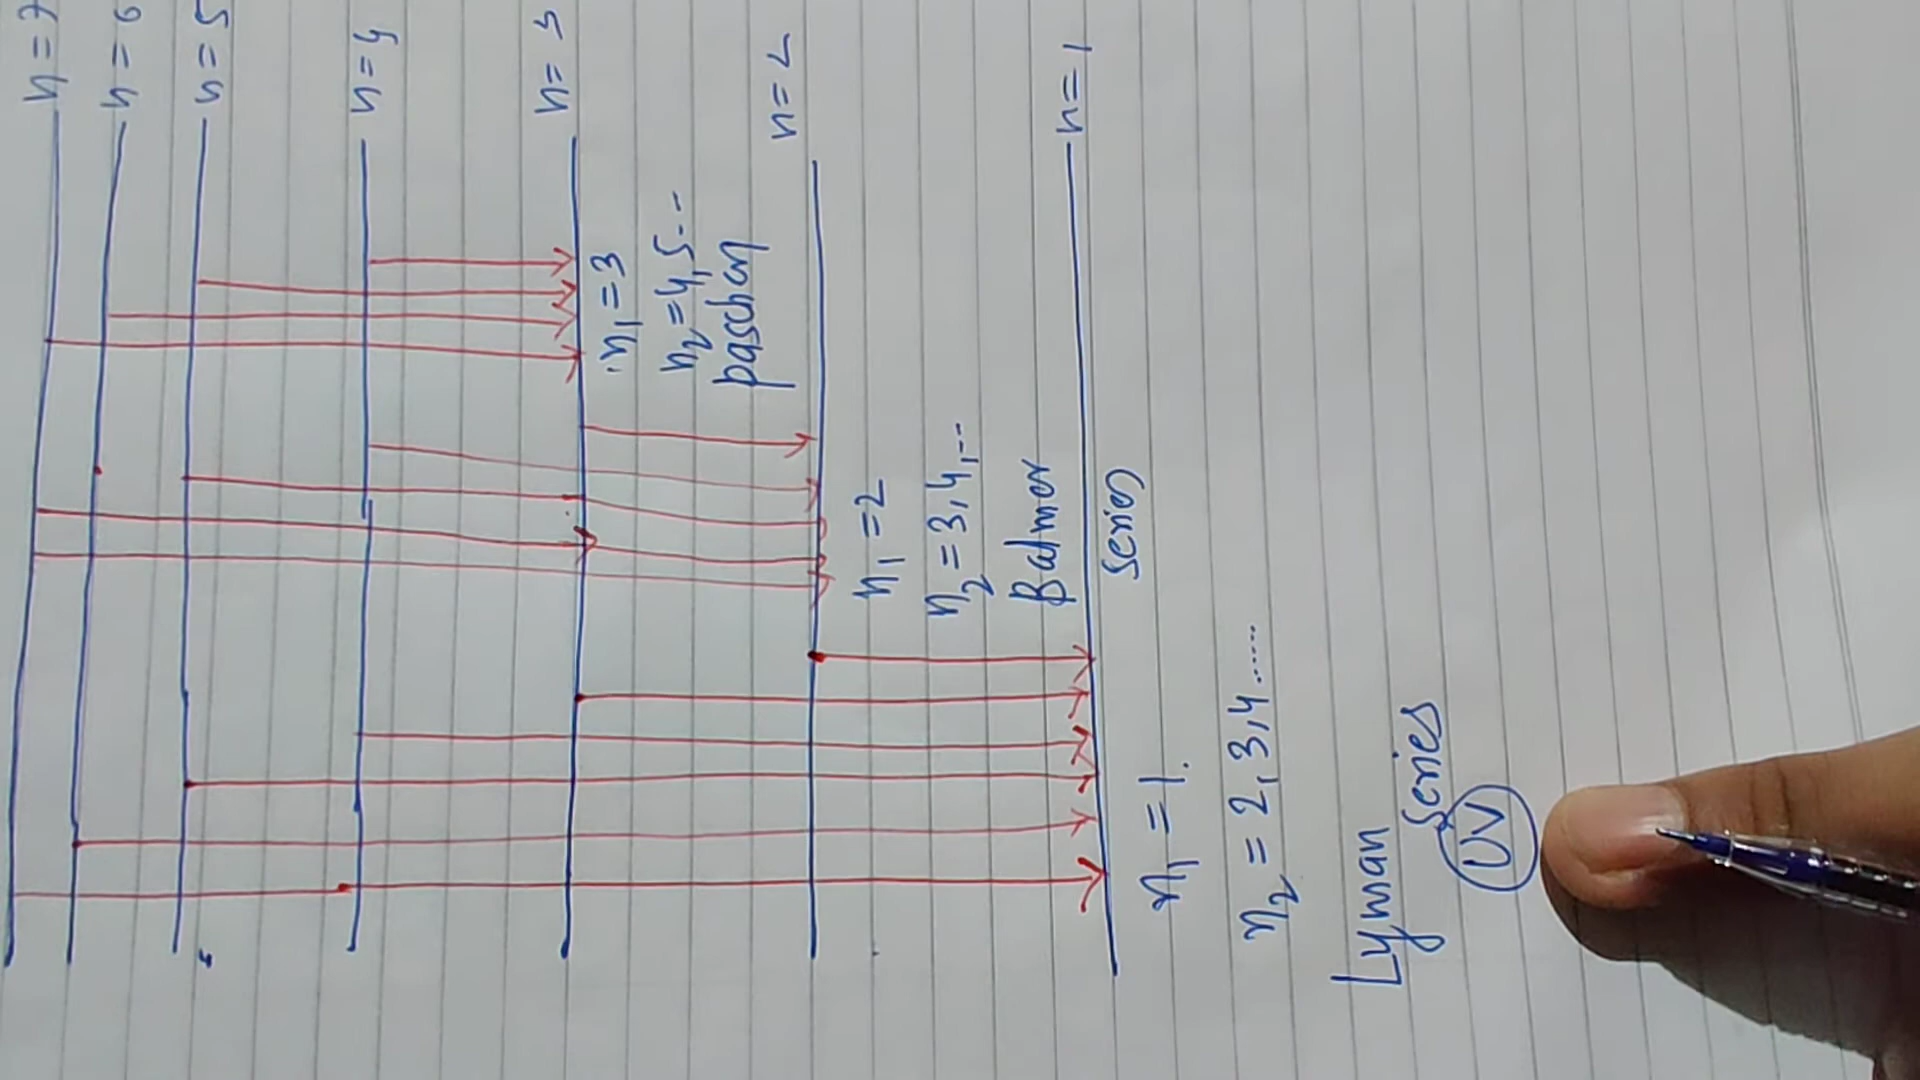 n=7
n=6
n=5
n=4
n=3
n=2
n=1
n₁=3
n₂=4,5--
paschan
n₁=2
n₂=3,4,--
Balmer
series
n₁=1.
n₂=2,3,4......
Lyman
series
UV